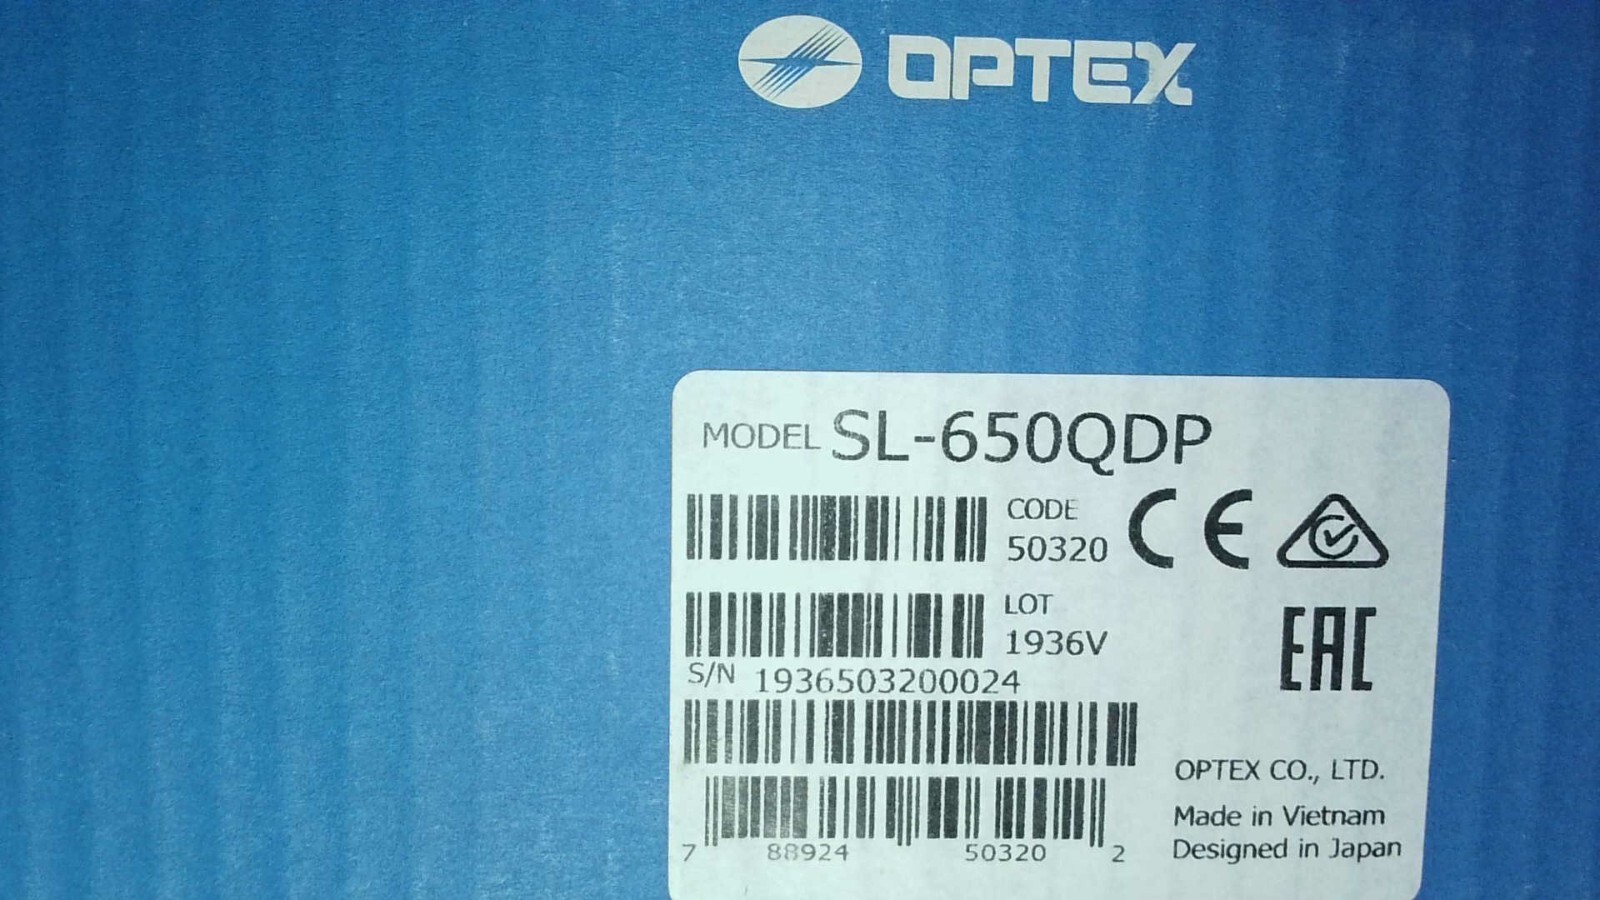 OPTEX
MODEL SL-650QDP
CODE
50320
CE
LOT
1936V
EAC
S/N 1936503200024
7 88924 50320 2
OPTEX CO., LTD.
Made in Vietnam
Designed in Japan